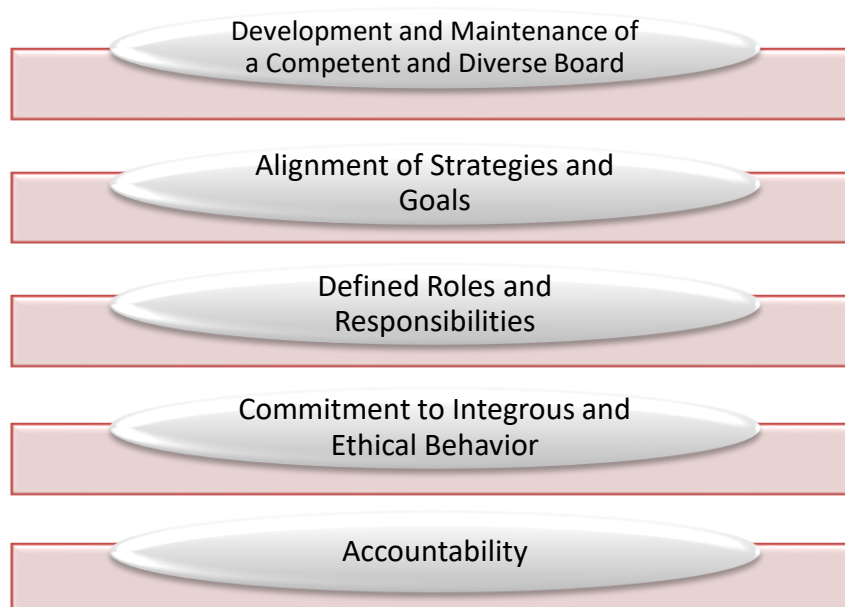 Development and Maintenance of
a Competent and Diverse Board
Alignment of Strategies and
Goals
Defined Roles and
Responsibilities
Commitment to Integrous and
Ethical Behavior
Accountability